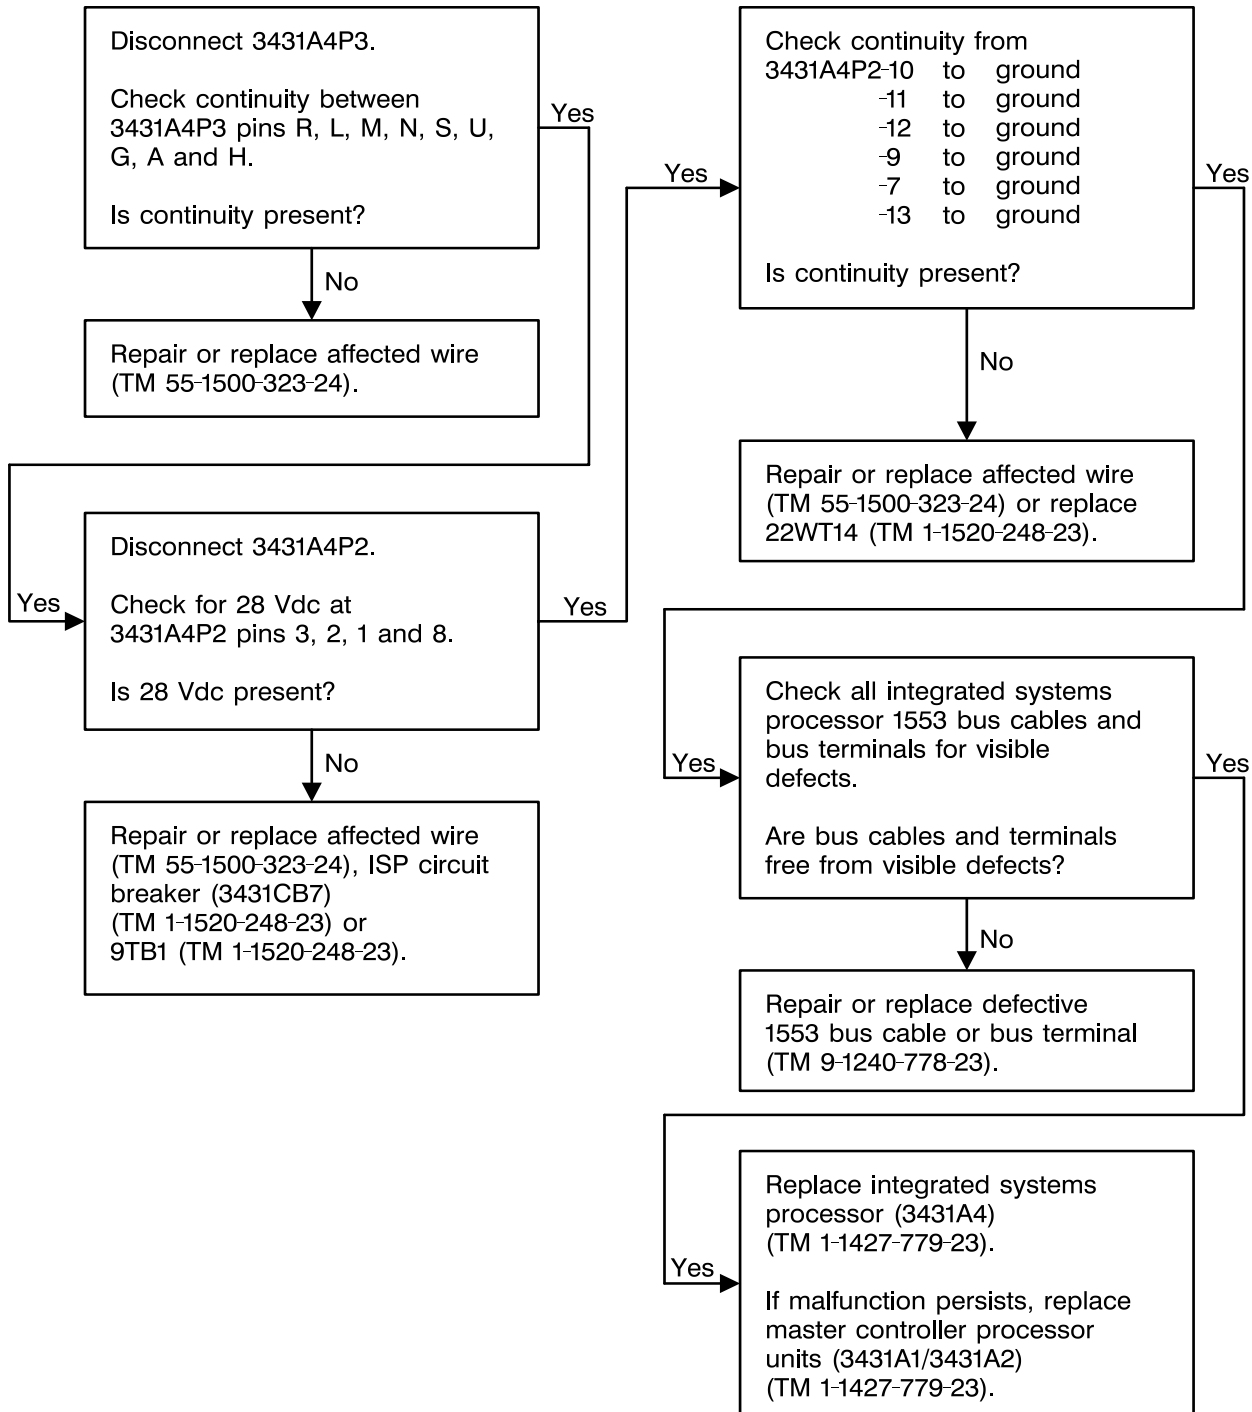 Disconnect 3431A4P3.
Check continuity between
3431A4P3 pins R, L, M, N, S, U,
G, A and H.
Is continuity present?
Yes
No
Repair or replace affected wire
(TM 55-1500-323-24).
Yes
Disconnect 3431A4P2.
Check for 28 Vdc at
3431A4P2 pins 3, 2, 1 and 8.
Is 28 Vdc present?
Yes
No
Repair or replace affected wire
(TM 55-1500-323-24), ISP circuit
breaker (3431CB7)
(TM 1-1520-248-23) or
9TB1 (TM 1-1520-248-23).
Yes
Check continuity from
3431A4P2-10 to ground
-11 to ground
-12 to ground
-9 to ground
-7 to ground
-13 to ground
Is continuity present?
Yes
No
Repair or replace affected wire
(TM 55-1500-323-24) or replace
22WT14 (TM 1-1520-248-23).
Yes
Check all integrated systems
processor 1553 bus cables and
bus terminals for visible
defects.
Are bus cables and terminals
free from visible defects?
Yes
No
Repair or replace defective
1553 bus cable or bus terminal
(TM 9-1240-778-23).
Yes
Replace integrated systems
processor (3431A4)
(TM 1-1427-779-23).
If malfunction persists, replace
master controller processor
units (3431A1/3431A2)
(TM 1-1427-779-23).